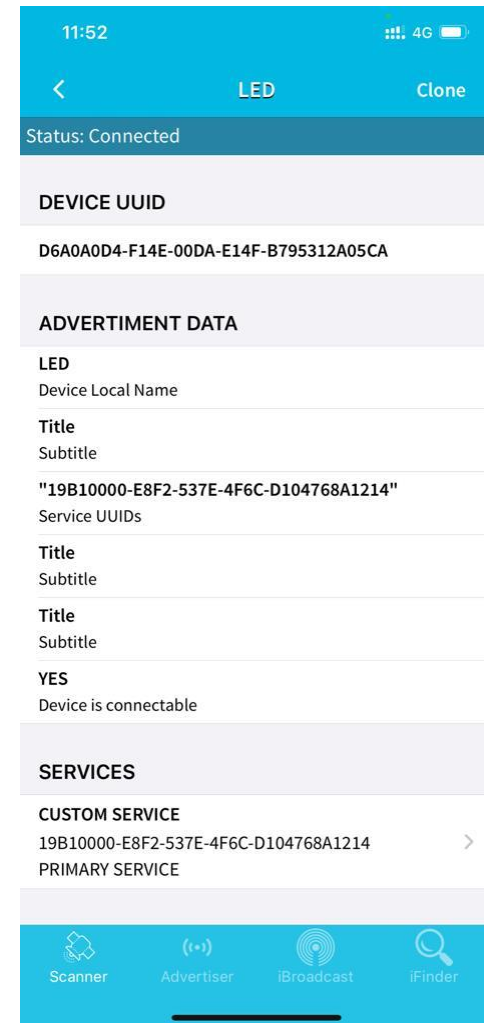 11:52
4G
LED
Clone
Status: Connected
DEVICE UUID
D6A0A0D4-F14E-00DA-E14F-B795312A05CA
ADVERTIMENT DATA
LED
Device Local Name
Title
Subtitle
"19B10000-E8F2-537E-4F6C-D104768A1214"
Service UUIDs
Title
Subtitle
Title
Subtitle
YES
Device is connectable
SERVICES
CUSTOM SERVICE
19B10000-E8F2-537E-4F6C-D104768A1214
PRIMARY SERVICE
Scanner
Advertiser
iBroadcast
iFinder